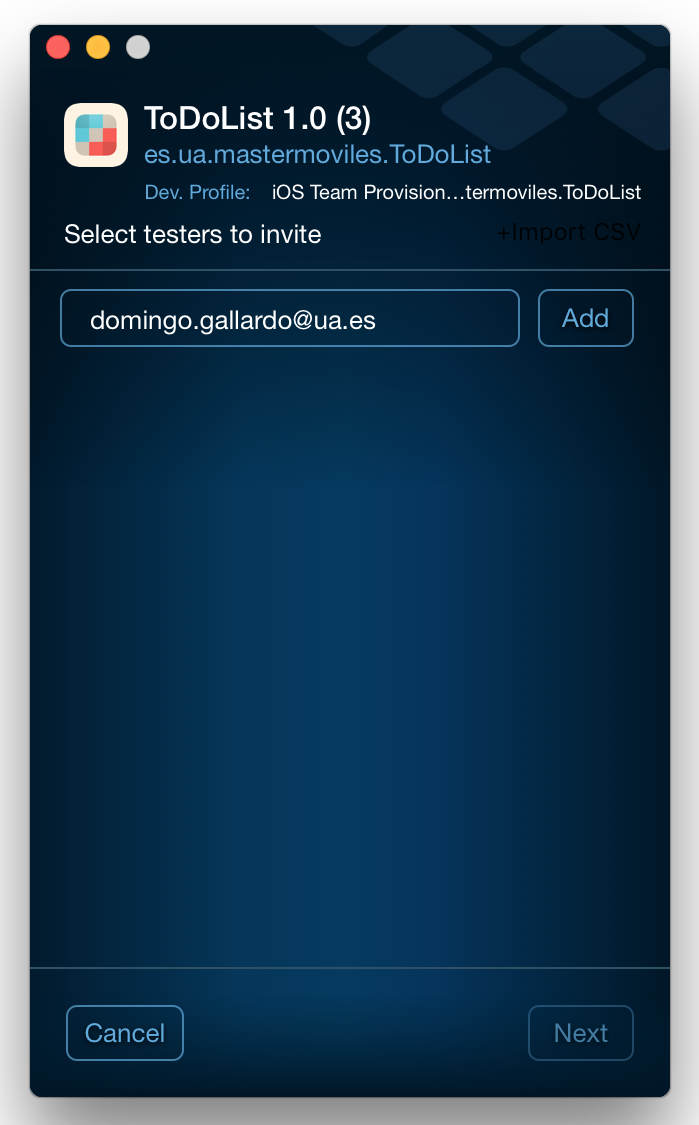 ToDoList 1.0 (3)
es.ua.mastermoviles.ToDoList
Dev. Profile: iOS Team Provision...termoviles.ToDoList
Select testers to invite +Import CSV
domingo.gallardo@ua.es Add
Cancel Next